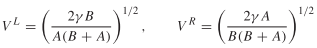 V^L = \left( \frac{2\gamma B}{A(B + A)} \right)^{1/2}, \qquad V^R = \left( \frac{2\gamma A}{B(B + A)} \right)^{1/2}